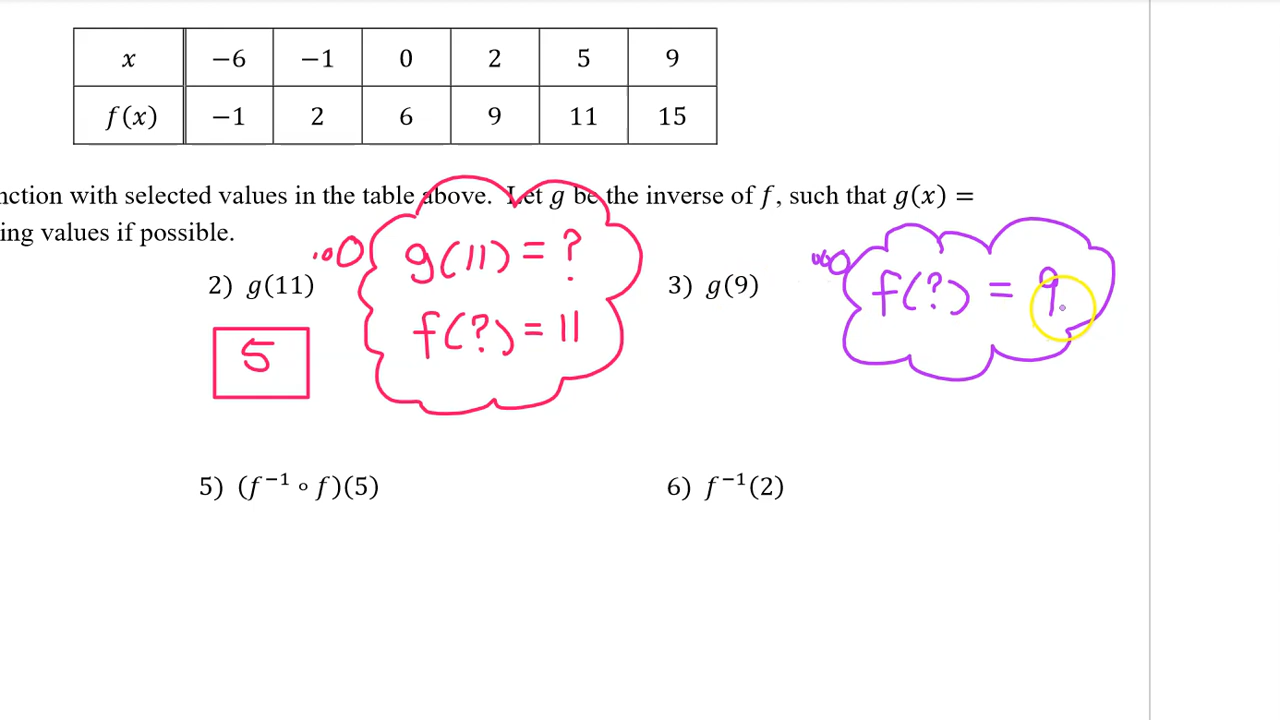 x −6 −1 0 2 5 9
f(x) −1 2 6 9 11 15
nction with selected values in the table above. Let g be the inverse of f, such that g(x) =
ing values if possible.
2) g(11)
g(11) = ?
f(?) = 11
5
3) g(9)
f(?) = 9
5) (f⁻¹ ∘ f)(5)
6) f⁻¹(2)